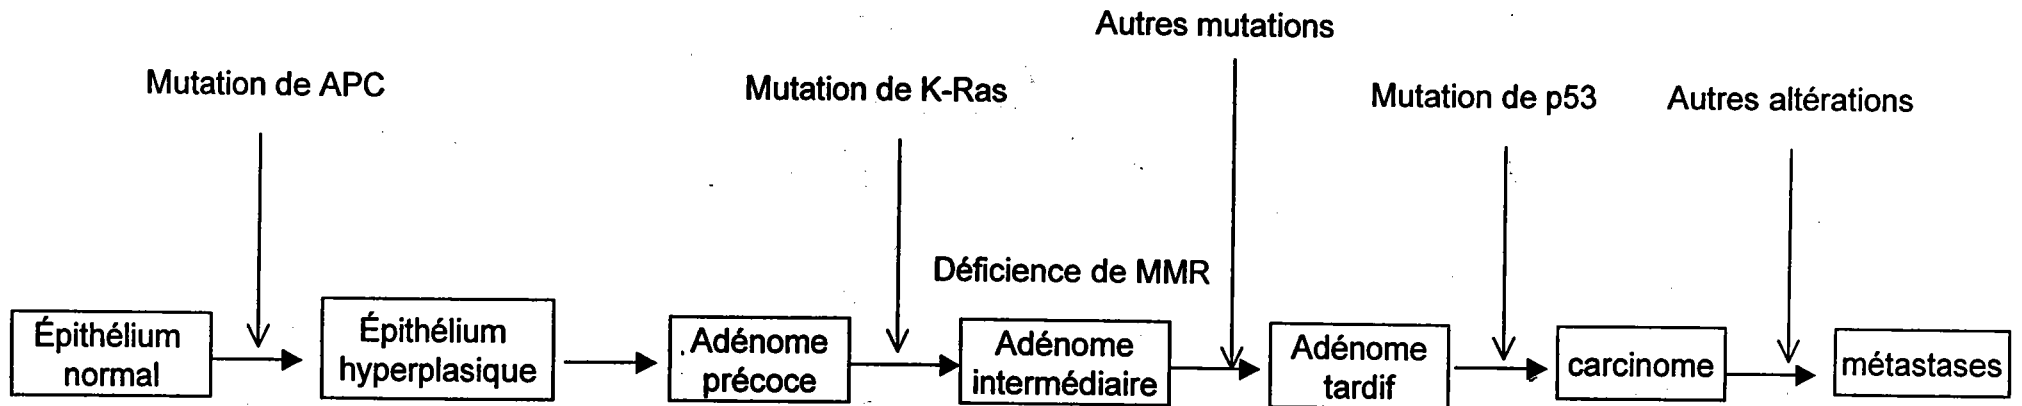 Autres mutations
Mutation de APC
Mutation de K-Ras
Mutation de p53
Autres altérations
Déficience de MMR
Épithélium
normal
Épithélium
hyperplasique
Adénome
précoce
Adénome
intermédiaire
Adénome
tardif
carcinome
métastases